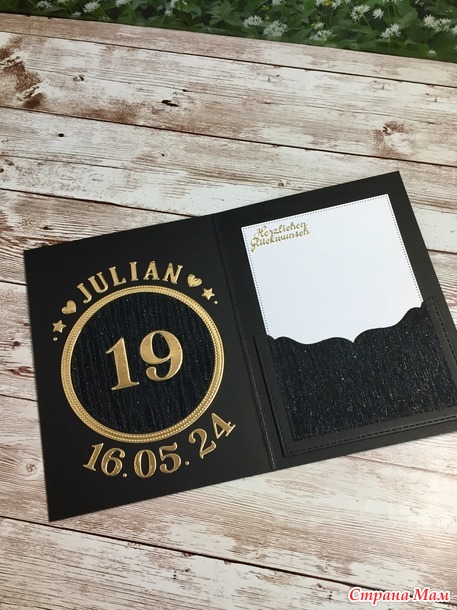 JULIAN
19
16.05.24
Herzlichen
Glückwunsch
Страна Мам